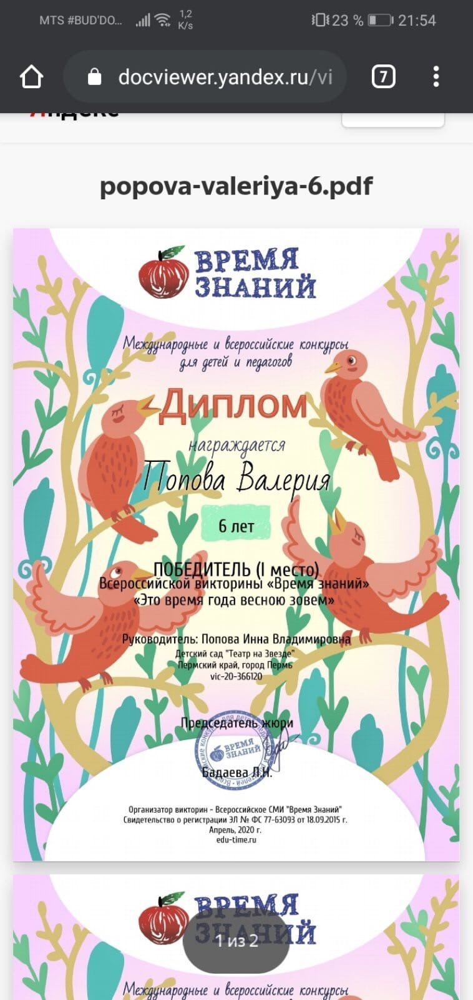 MTS #BUD'DO...
1,2
K/s
23 %
21:54
docviewer.yandex.ru/vi
7
Яндекс
popova-valeriya-6.pdf
ВРЕМЯ
ЗНАНИЙ
Международные и всероссийские конкурсы
для детей и педагогов
Диплом
награждается
Попова Валерия
6 лет
ПОБЕДИТЕЛЬ (I место)
Всероссийской викторины «Время знаний»
«Это время года весною зовем»
Руководитель: Попова Инна Владимировна
Детский сад "Театр на Звезде"
Пермский край, город Пермь
vic-20-366120
Председатель жюри
ВРЕМЯ
ЗНАНИЙ
Бадаева Л.Н.
Организатор викторин - Всероссийское СМИ "Время Знаний"
Свидетельство о регистрации ЭЛ № ФС 77-63093 от 18.09.2015 г.
Апрель, 2020 г.
edu-time.ru
ВРЕМЯ
ЗНАНИЙ
1 из 2
Международные и всероссийские конкурсы